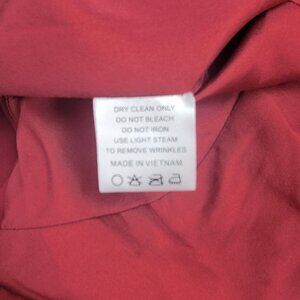 DRY CLEAN ONLY
DO NOT BLEACH
DO NOT IRON
USE LIGHT STEAM
TO REMOVE WRINKLES
MADE IN VIETNAM